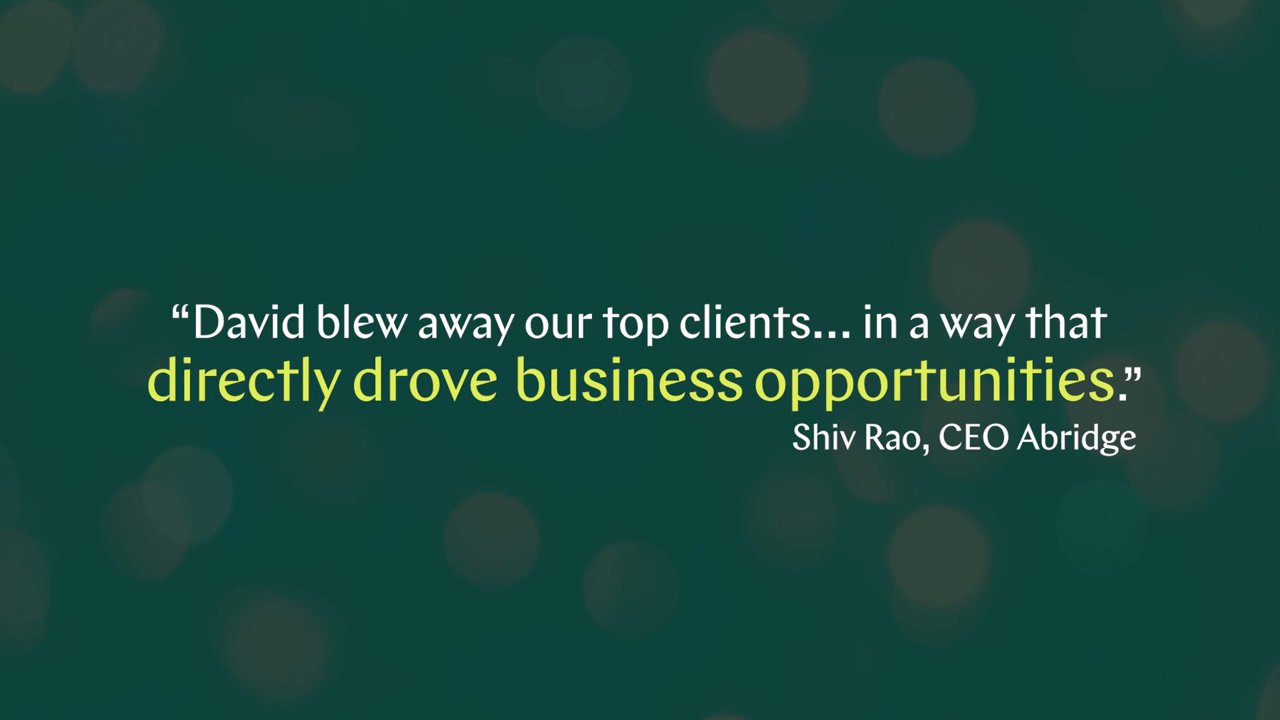 “David blew away our top clients... in a way that
directly drove business opportunities.”
Shiv Rao, CEO Abridge